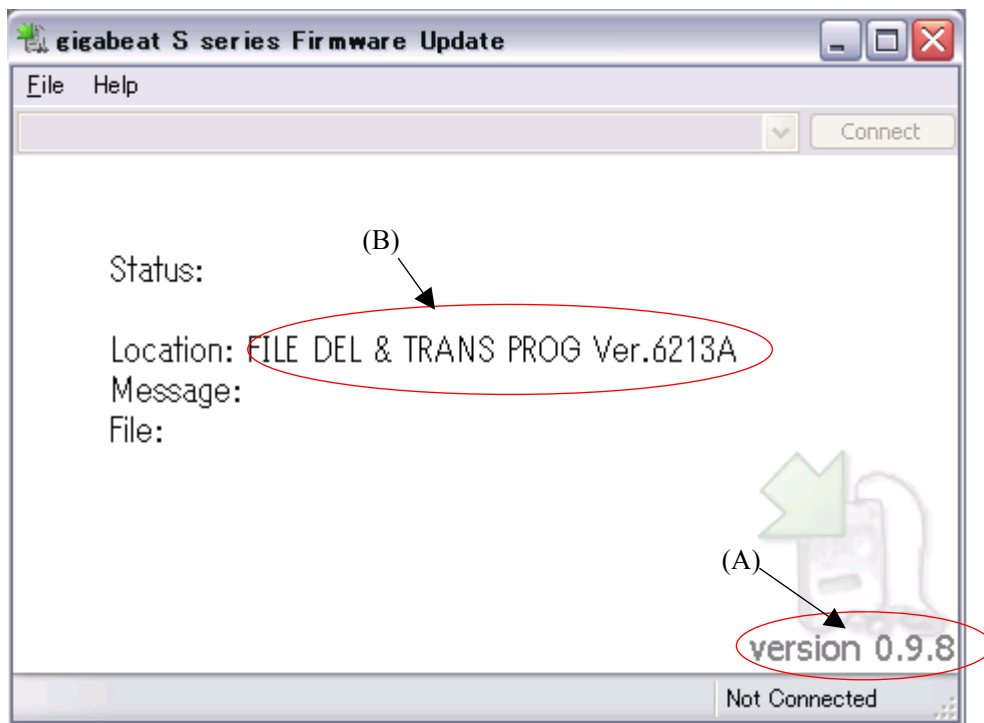 gigabeat S series Firmware Update
File Help
Connect
(B)
Status:
Location: FILE DEL & TRANS PROG Ver.6213A
Message:
File:
(A)
version 0.9.8
Not Connected